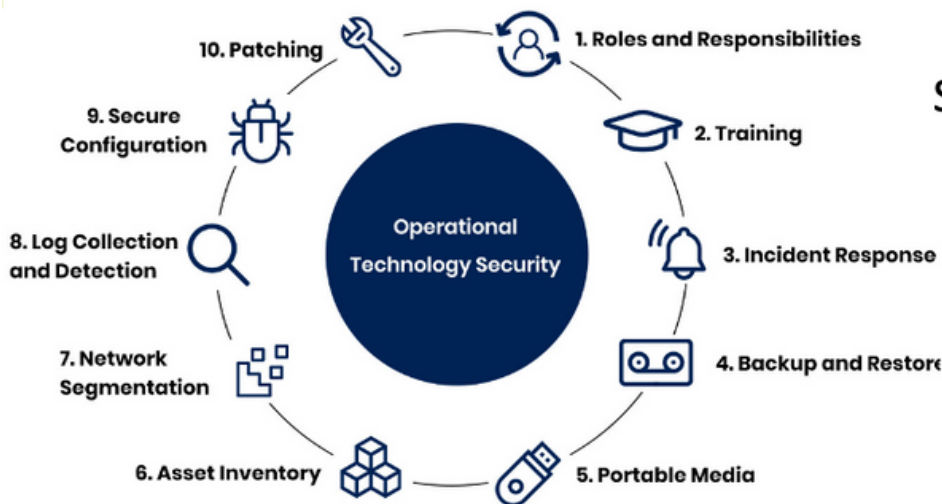 10. Patching
1. Roles and Responsibilities
9. Secure
Configuration
2. Training
Operational
Technology Security
8. Log Collection
and Detection
3. Incident Response
7. Network
Segmentation
4. Backup and Restore
6. Asset Inventory
5. Portable Media